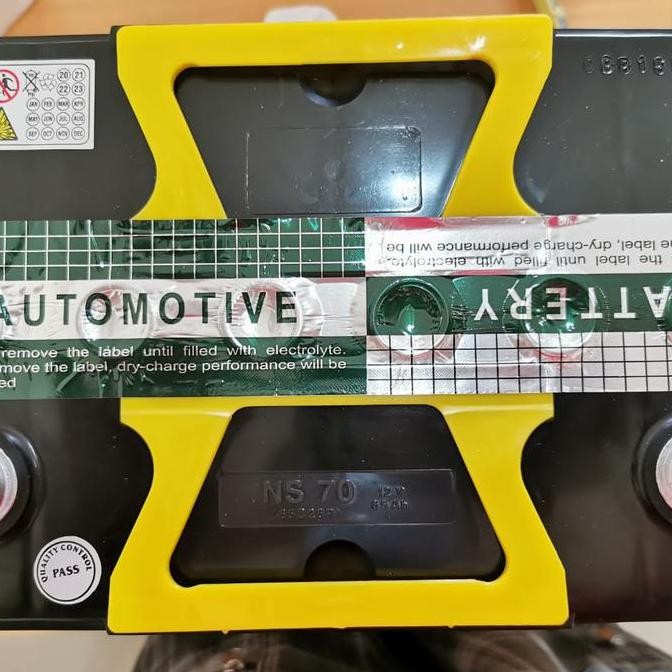 20 21
22 23
JAN FEB MAR APR
MAY JUN JUL AUG
SEP OCT NOV DEC
the label until filled with electrolyte.
e label, dry-charge performance will be
AUTOMOTIVE
ATTERY
remove the label until filled with electrolyte.
move the label, dry-charge performance will be
ed
NS 70 12V
65Ah
QUALITY CONTROL
PASS